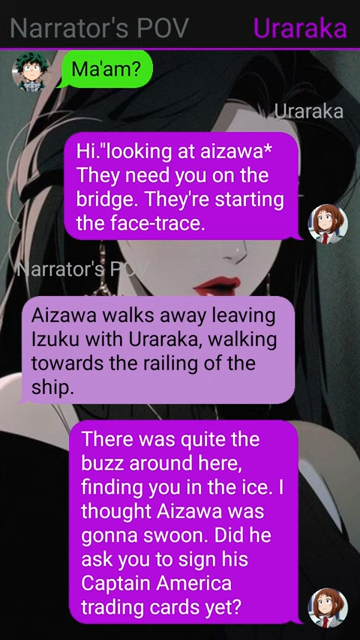 Narrator's POV
Uraraka
Ma'am?
Uraraka
Hi."looking at aizawa*
They need you on the
bridge. They're starting
the face-trace.
Narrator's POV
Aizawa walks away leaving
Izuku with Uraraka, walking
towards the railing of the
ship.
There was quite the
buzz around here,
finding you in the ice. I
thought Aizawa was
gonna swoon. Did he
ask you to sign his
Captain America
trading cards yet?